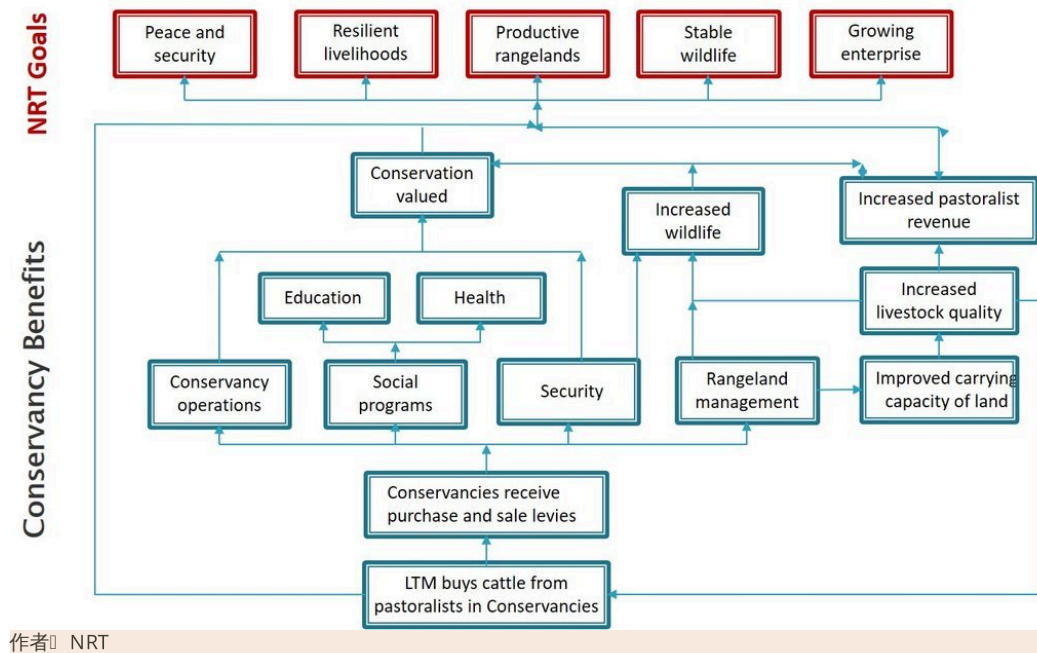 NRT Goals
Peace and
security
Resilient
livelihoods
Productive
rangelands
Stable
wildlife
Growing
enterprise
Conservancy Benefits
Conservation
valued
Increased
wildlife
Increased pastoralist
revenue
Education
Health
Increased
livestock quality
Conservancy
operations
Social
programs
Security
Rangeland
management
Improved carrying
capacity of land
Conservancies receive
purchase and sale levies
LTM buys cattle from
pastoralists in Conservancies
作者 NRT